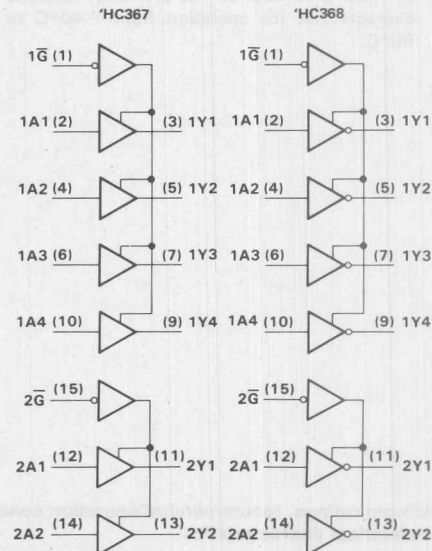 'HC367 'HC368
1G̅ (1) 1G̅ (1)
1A1 (2) (3) 1Y1 1A1 (2) (3) 1Y1
1A2 (4) (5) 1Y2 1A2 (4) (5) 1Y2
1A3 (6) (7) 1Y3 1A3 (6) (7) 1Y3
1A4 (10) (9) 1Y4 1A4 (10) (9) 1Y4
2G̅ (15) 2G̅ (15)
2A1 (12) (11) 2Y1 2A1 (12) (11) 2Y1
2A2 (14) (13) 2Y2 2A2 (14) (13) 2Y2